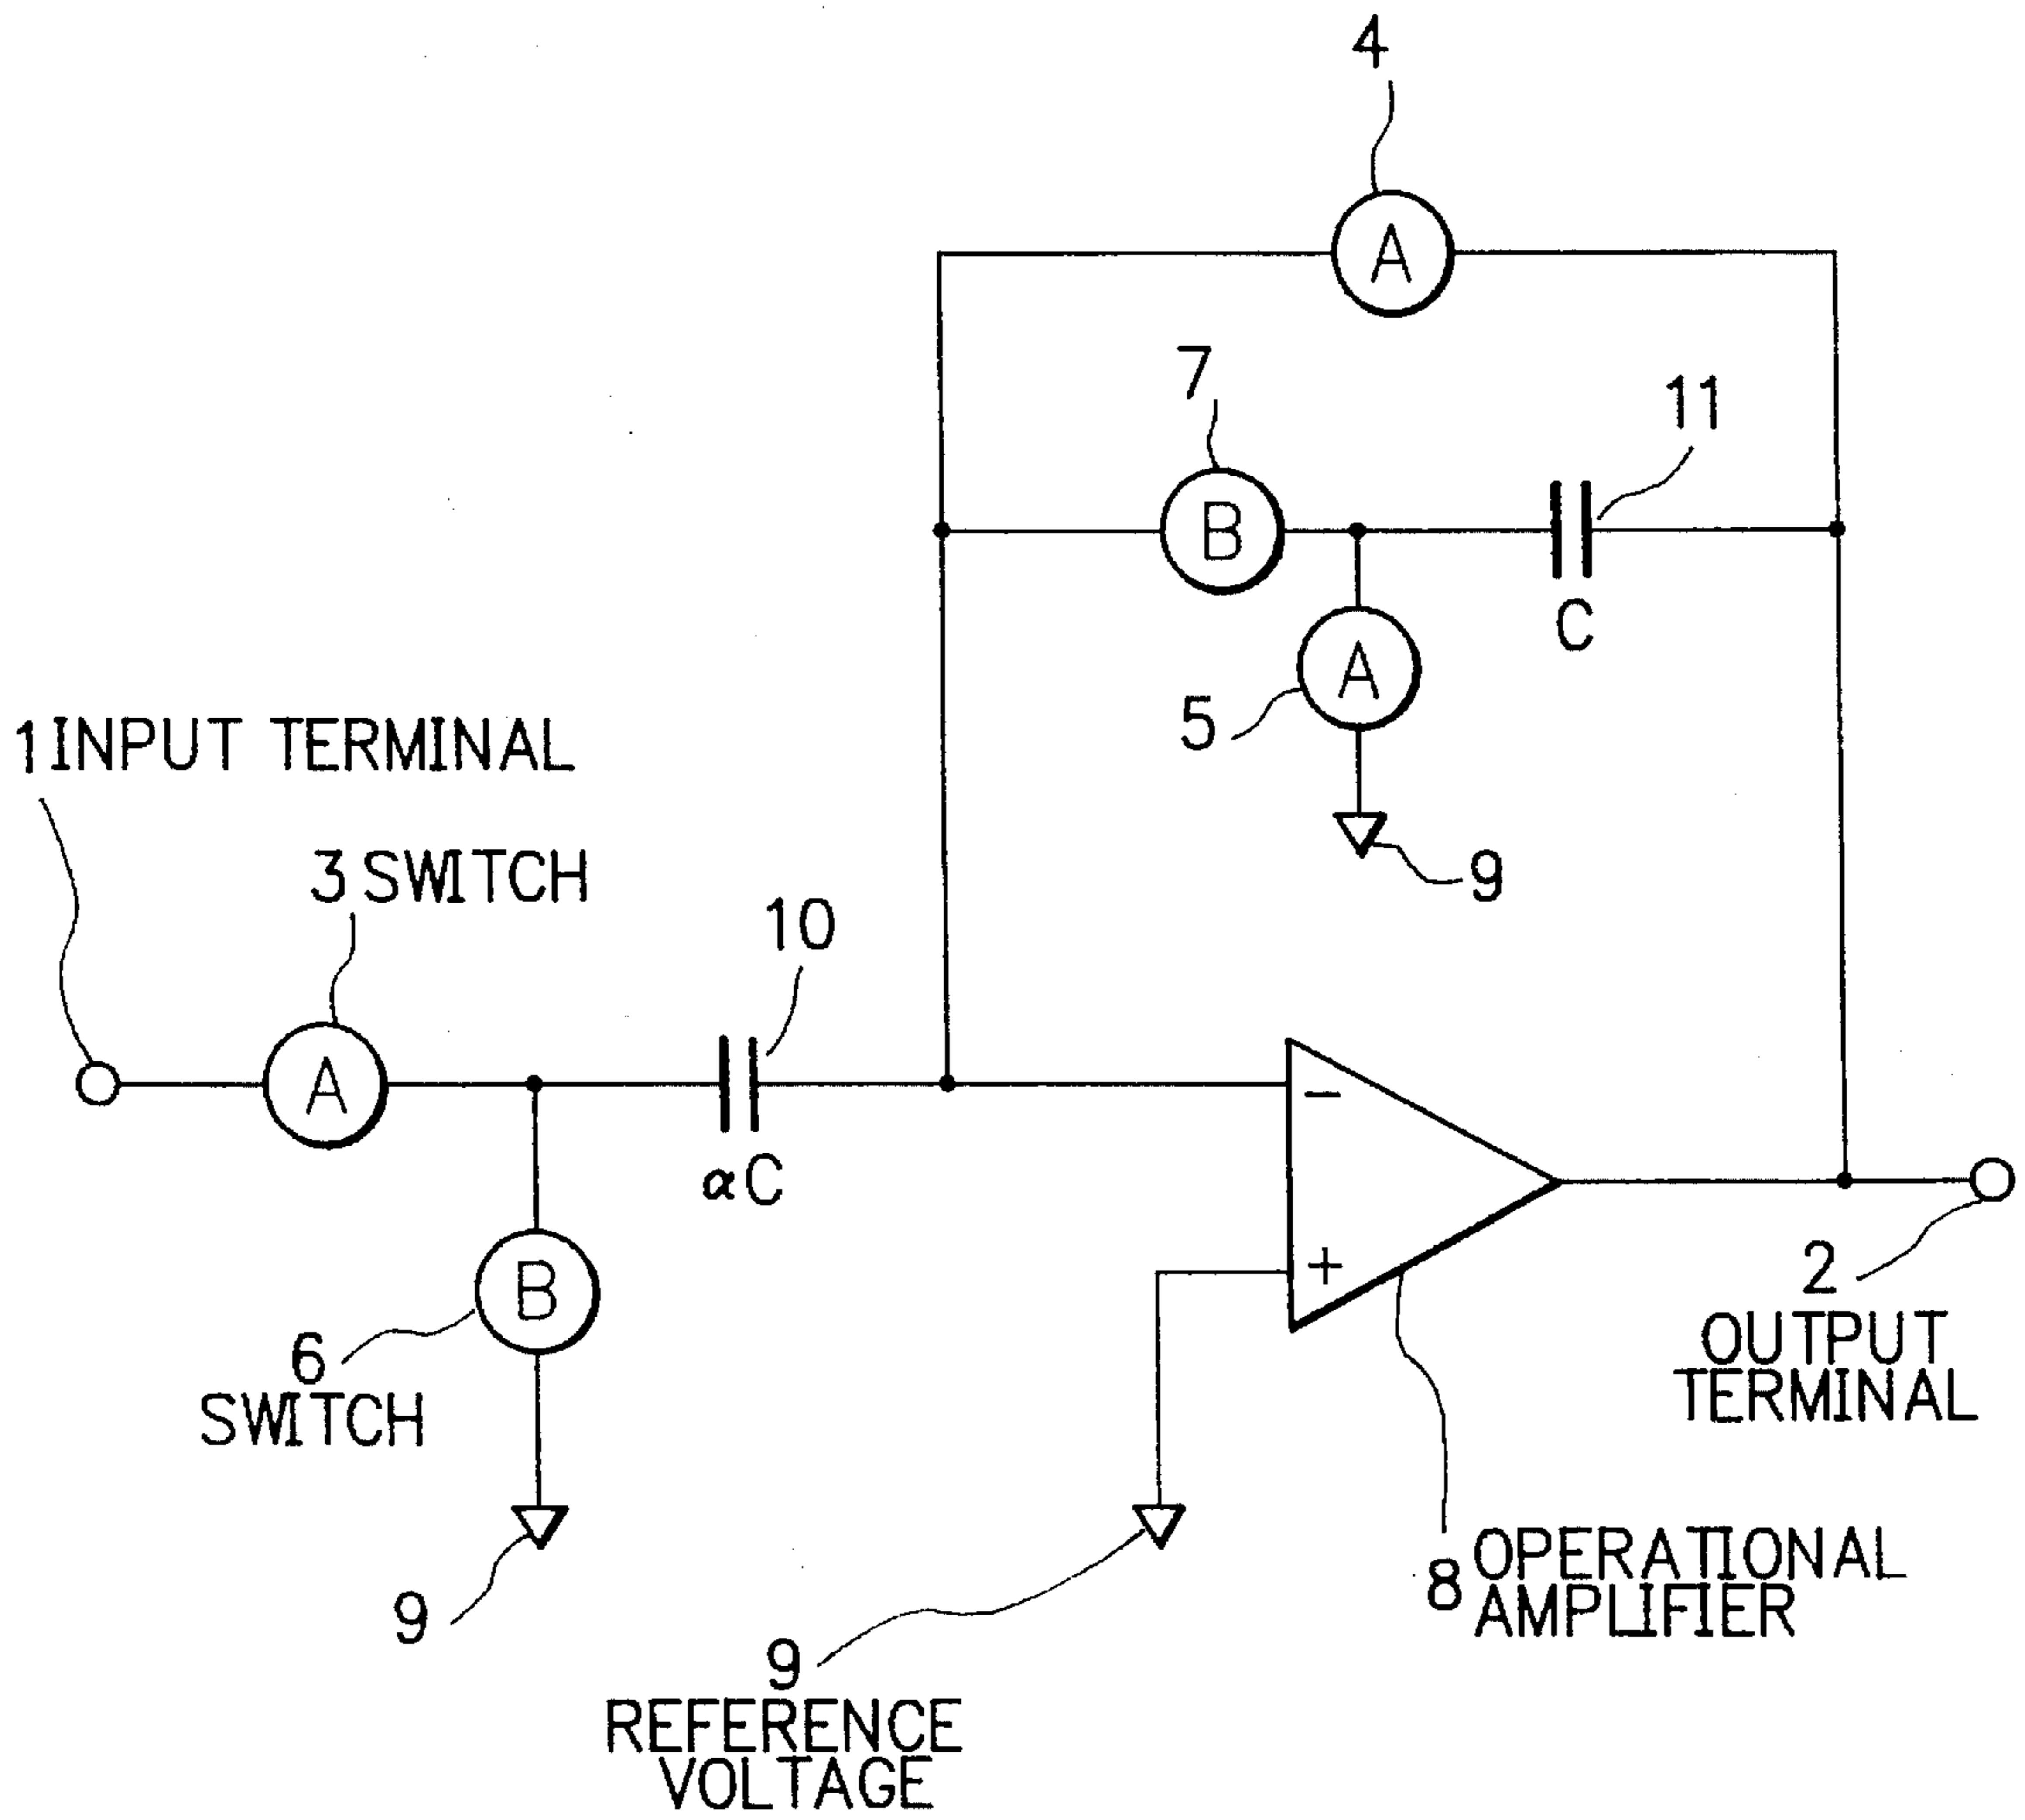 4
A
7
11
B
C
A
5
1 INPUT TERMINAL
9
3 SWITCH
10
A
−
αC
B
+
2
OUTPUT
TERMINAL
6
SWITCH
9
8 OPERATIONAL
AMPLIFIER
9
REFERENCE
VOLTAGE